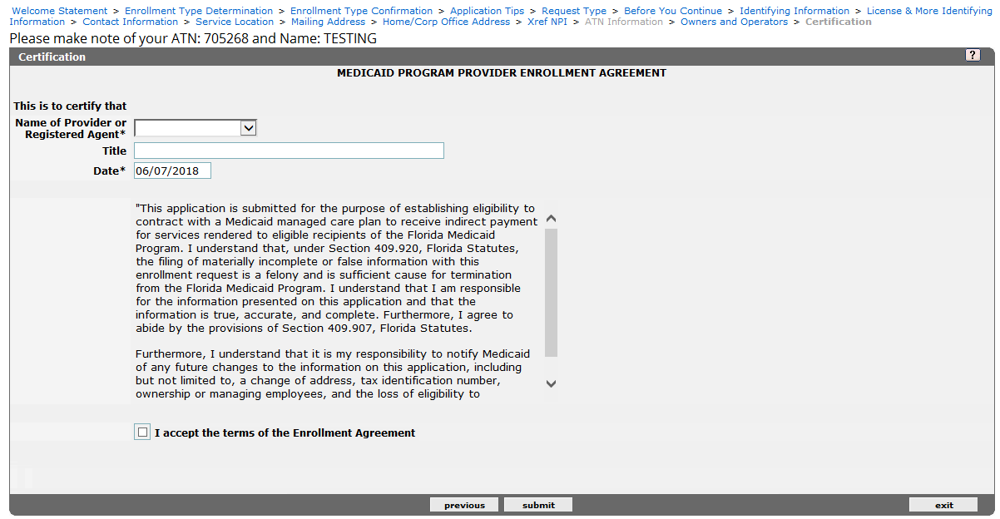 Welcome Statement > Enrollment Type Determination > Enrollment Type Confirmation > Application Tips > Request Type > Before You Continue > Identifying Information > License & More Identifying
Information > Contact Information > Service Location > Mailing Address > Home/Corp Office Address > Xref NPI > ATN Information > Owners and Operators > Certification
Please make note of your ATN: 705268 and Name: TESTING
Certification ?
MEDICAID PROGRAM PROVIDER ENROLLMENT AGREEMENT
This is to certify that
Name of Provider or
Registered Agent*
Title
Date* 06/07/2018
"This application is submitted for the purpose of establishing eligibility to
contract with a Medicaid managed care plan to receive indirect payment
for services rendered to eligible recipients of the Florida Medicaid
Program. I understand that, under Section 409.920, Florida Statutes,
the filing of materially incomplete or false information with this
enrollment request is a felony and is sufficient cause for termination
from the Florida Medicaid Program. I understand that I am responsible
for the information presented on this application and that the
information is true, accurate, and complete. Furthermore, I agree to
abide by the provisions of Section 409.907, Florida Statutes.
Furthermore, I understand that it is my responsibility to notify Medicaid
of any future changes to the information on this application, including
but not limited to, a change of address, tax identification number,
ownership or managing employees, and the loss of eligibility to
I accept the terms of the Enrollment Agreement
previous submit exit